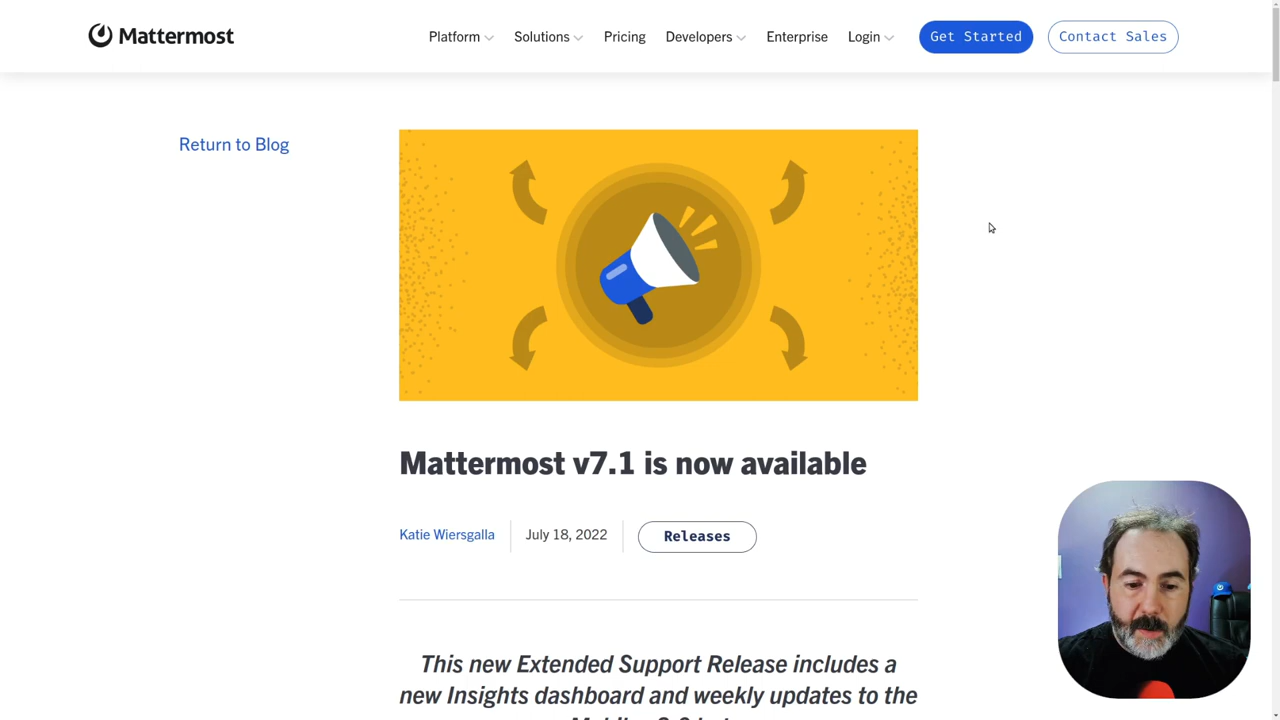 Mattermost
Platform Solutions Pricing Developers Enterprise Login Get Started Contact Sales
Return to Blog
Mattermost v7.1 is now available
Katie Wiersgalla July 18, 2022 Releases
This new Extended Support Release includes a
new Insights dashboard and weekly updates to the